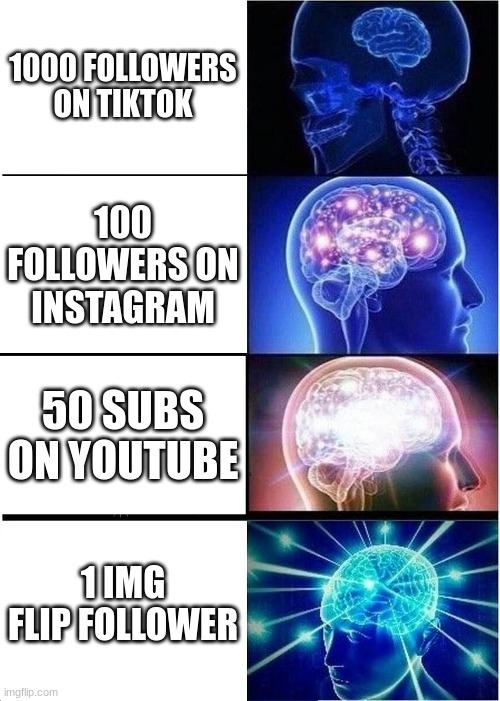 1000 FOLLOWERS
ON TIKTOK
100
FOLLOWERS ON
INSTAGRAM
50 SUBS
ON YOUTUBE
1 IMG
FLIP FOLLOWER
imgflip.com